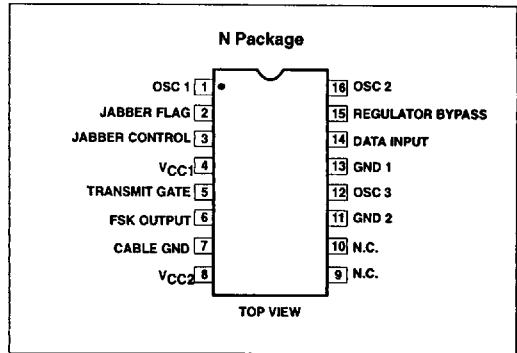 N Package
OSC 1 1
JABBER FLAG 2
JABBER CONTROL 3
VCC1 4
TRANSMIT GATE 5
FSK OUTPUT 6
CABLE GND 7
VCC2 8
16 OSC 2
15 REGULATOR BYPASS
14 DATA INPUT
13 GND 1
12 OSC 3
11 GND 2
10 N.C.
9 N.C.
TOP VIEW